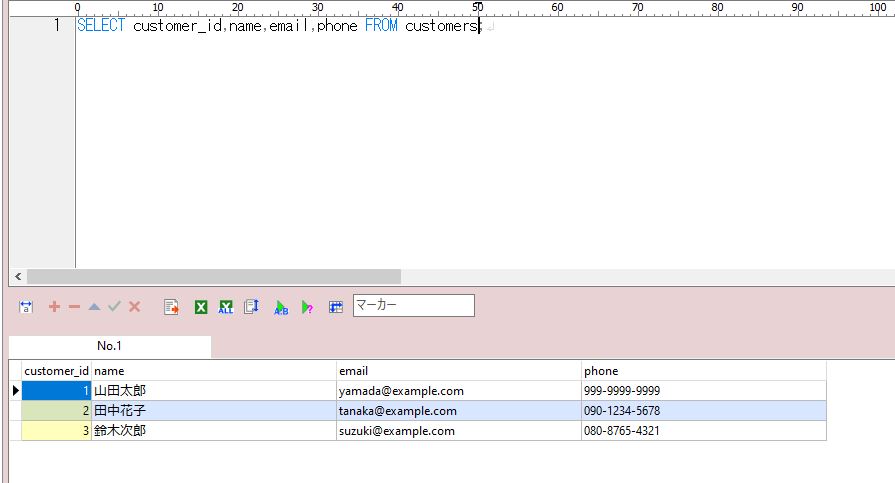 0 10 20 30 40 50 60 70 80 90 100
1 SELECT customer_id,name,email,phone FROM customers;
a A.B ? ALL マーカー
No.1
customer_id name email phone
1 山田太郎 yamada@example.com 999-9999-9999
2 田中花子 tanaka@example.com 090-1234-5678
3 鈴木次郎 suzuki@example.com 080-8765-4321